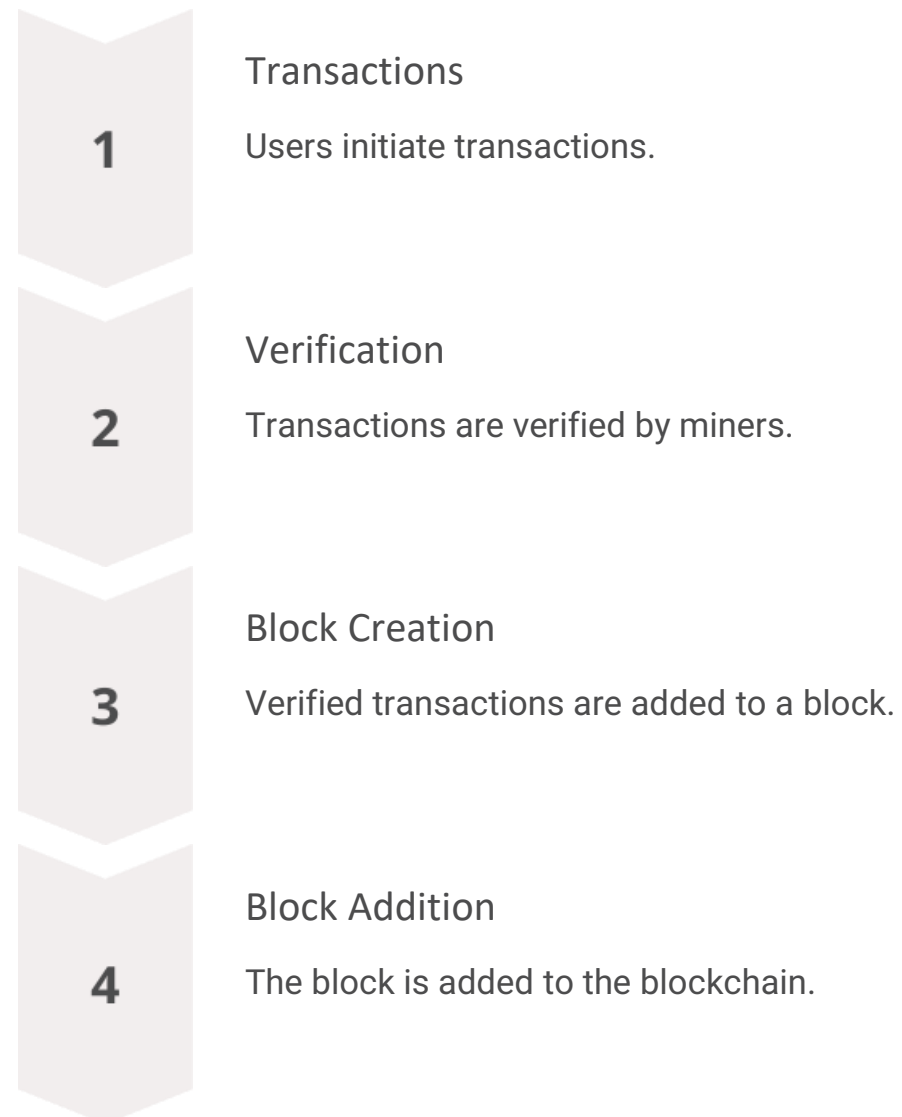 1
Transactions
Users initiate transactions.
2
Verification
Transactions are verified by miners.
3
Block Creation
Verified transactions are added to a block.
4
Block Addition
The block is added to the blockchain.